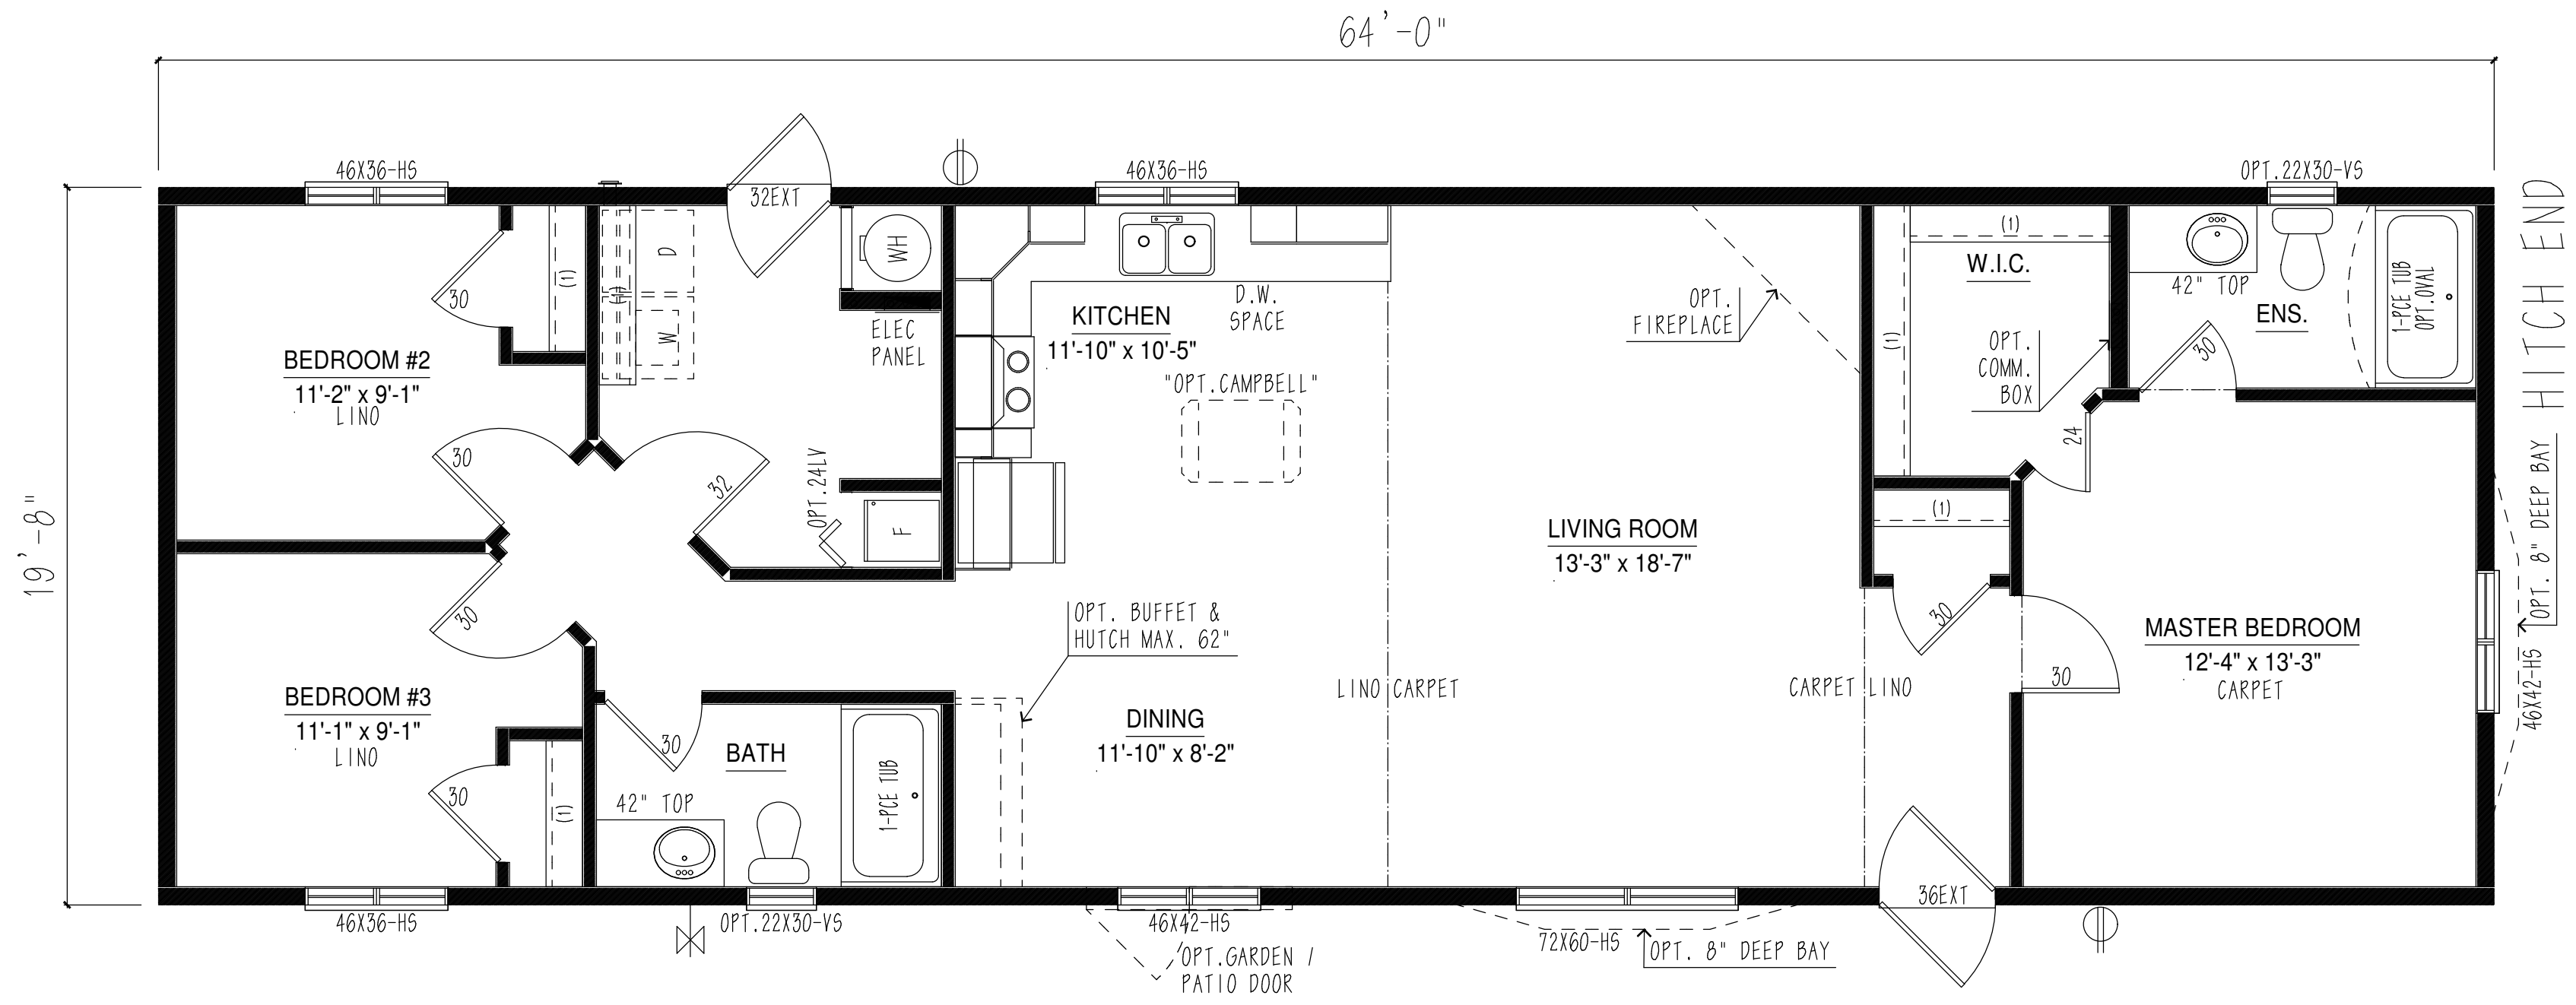 64'-0"
19'-8"
HITCH END
46X36-HS
32EXT
46X36-HS
OPT.22X30-VS
BEDROOM #2
11'-2" x 9'-1"
LINO
30
(1)
30
D
(1)
W
WH
ELEC
PANEL
32
OPT.24LV
F
KITCHEN
11'-10" x 10'-5"
D.W.
SPACE
"OPT.CAMPBELL"
OPT.
FIREPLACE
LIVING ROOM
13'-3" x 18'-7"
(1)
W.I.C.
(1)
OPT.
COMM.
BOX
24
(1)
30
42" TOP
ENS.
30
1-PCE TUB
OPT.OVAL
MASTER BEDROOM
12'-4" x 13'-3"
CARPET
30
OPT. 8" DEEP BAY
46X42-HS
BEDROOM #3
11'-1" x 9'-1"
LINO
30
30
(1)
BATH
30
42" TOP
1-PCE TUB
OPT. BUFFET &
HUTCH MAX. 62"
DINING
11'-10" x 8'-2"
LINO CARPET
CARPET LINO
36EXT
46X36-HS
OPT.22X30-VS
46X42-HS
OPT.GARDEN /
PATIO DOOR
72X60-HS
OPT. 8" DEEP BAY